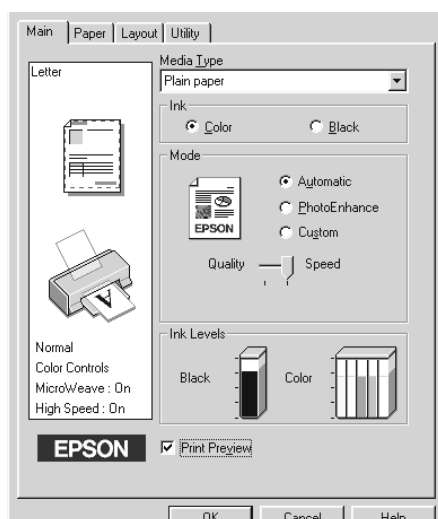 Main Paper Layout Utility
Letter
Media Type
Plain paper
Ink
Color Black
Mode
EPSON
Automatic
PhotoEnhance
Custom
Quality Speed
A
Normal
Color Controls
MicroWeave : On
High Speed : On
Ink Levels
Black Color
EPSON
Print Preview
OK Cancel Help